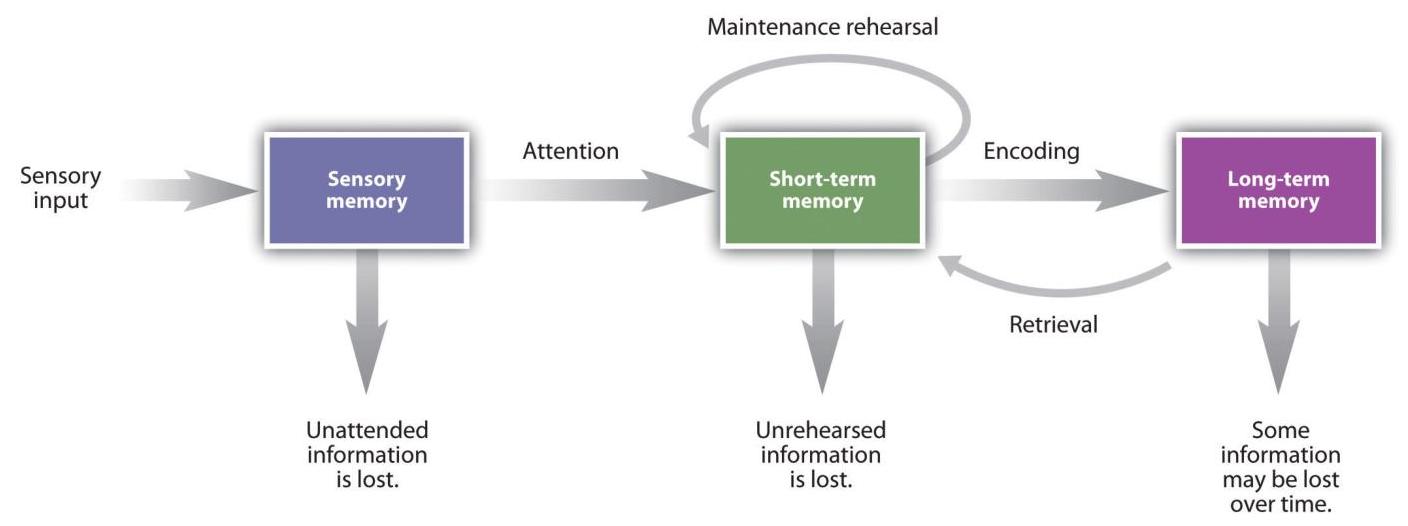 Maintenance rehearsal
Sensory
input
Sensory
memory
Attention
Short-term
memory
Encoding
Long-term
memory
Retrieval
Unattended
information
is lost.
Unrehearsed
information
is lost.
Some
information
may be lost
over time.